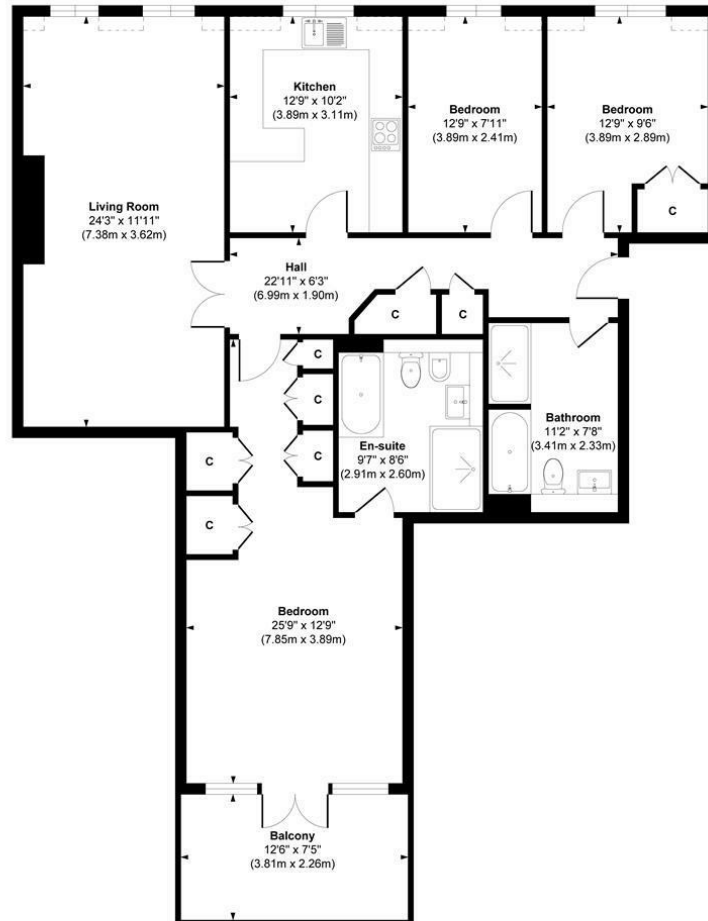 Kitchen
12'9" x 10'2"
(3.89m x 3.11m)
Bedroom
12'9" x 7'11"
(3.89m x 2.41m)
Bedroom
12'9" x 9'6"
(3.89m x 2.89m)
C
Living Room
24'3" x 11'11"
(7.38m x 3.62m)
Hall
22'11" x 6'3"
(6.99m x 1.90m)
C
C
C
C
C
En-suite
9'7" x 8'6"
(2.91m x 2.60m)
Bathroom
11'2" x 7'8"
(3.41m x 2.33m)
C
C
Bedroom
25'9" x 12'9"
(7.85m x 3.89m)
Balcony
12'6" x 7'5"
(3.81m x 2.26m)